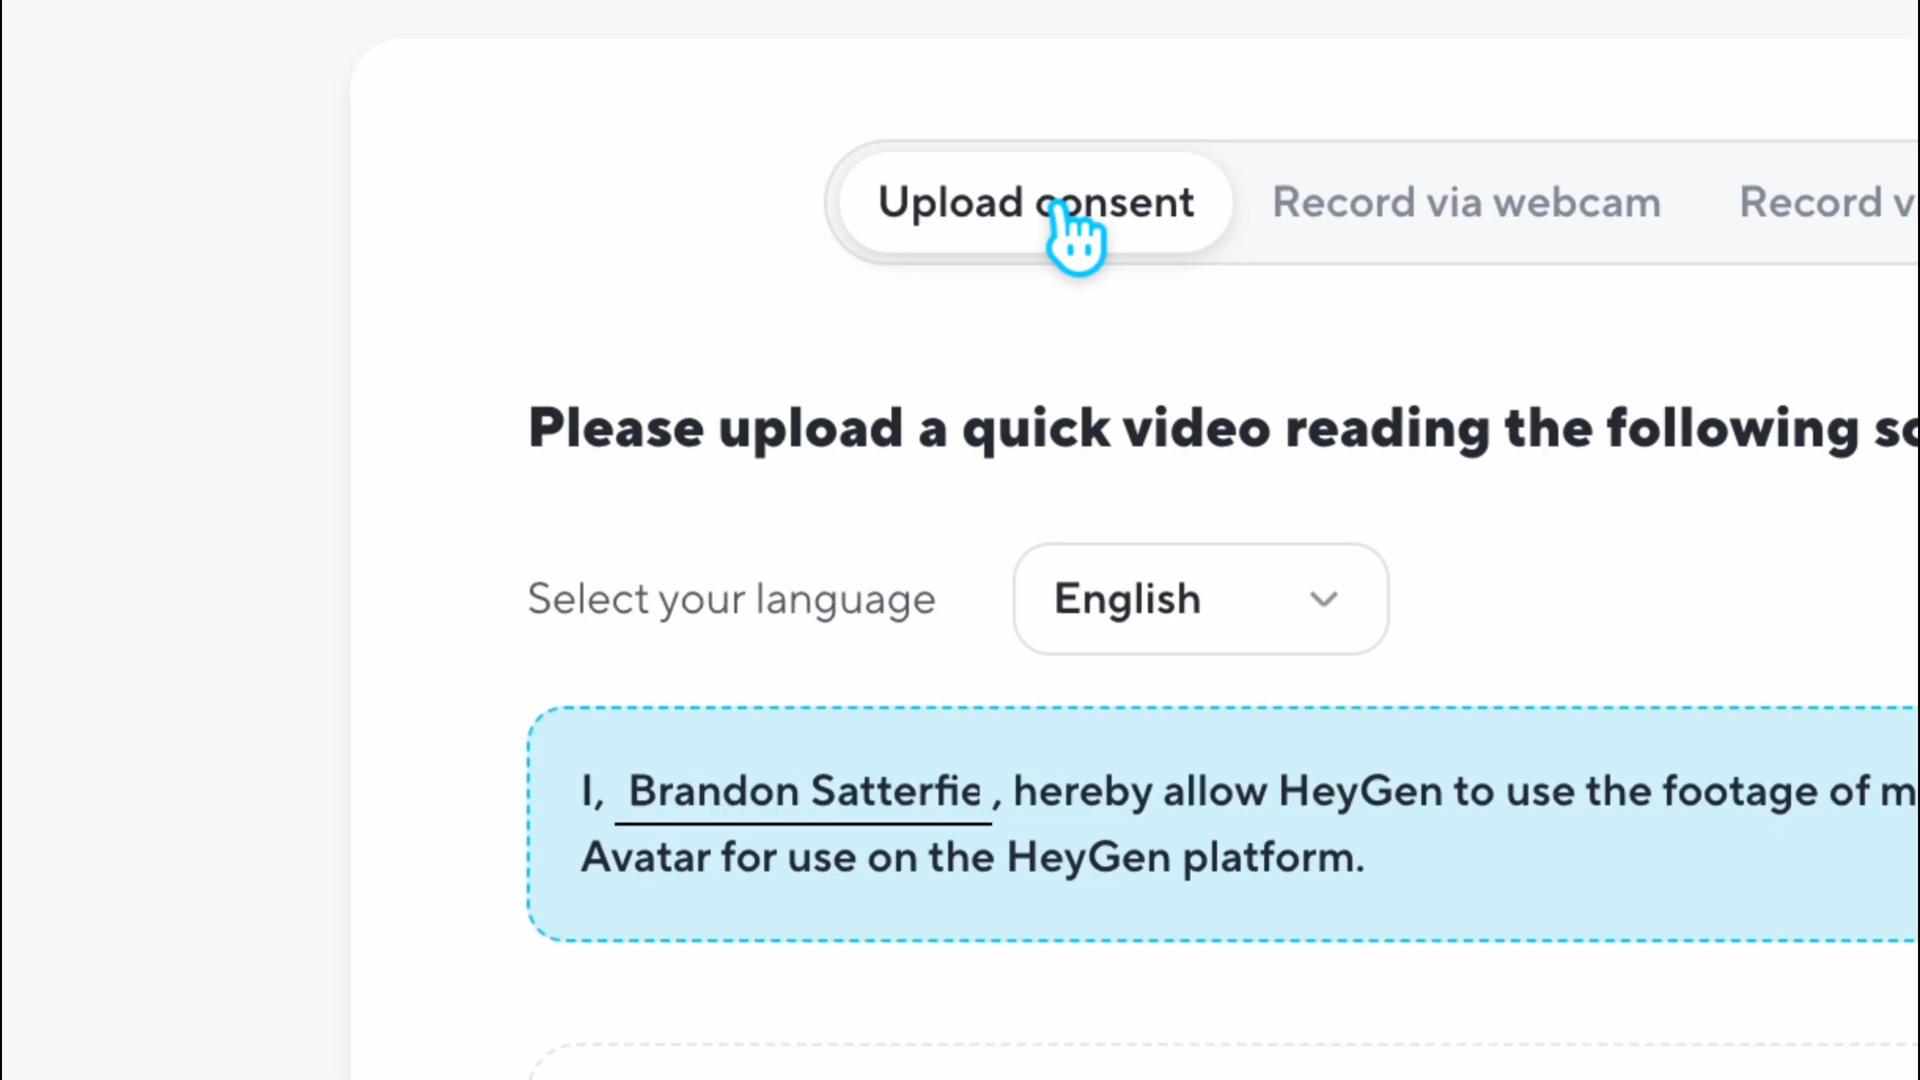 Upload consent Record via webcam Record v
Please upload a quick video reading the following sc
Select your language English
I, Brandon Satterfie , hereby allow HeyGen to use the footage of m
Avatar for use on the HeyGen platform.